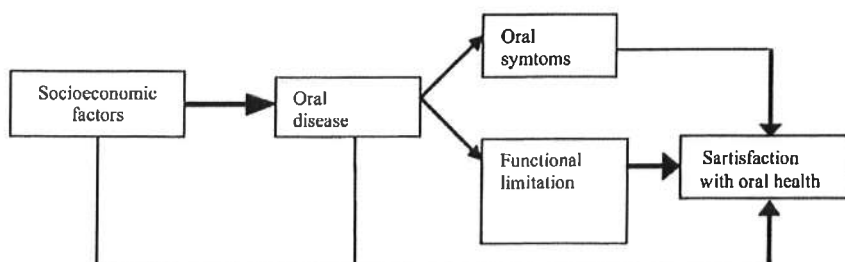 Socioeconomic
factors
Oral
disease
Oral
symtoms
Functional
limitation
Sartisfaction
with oral health